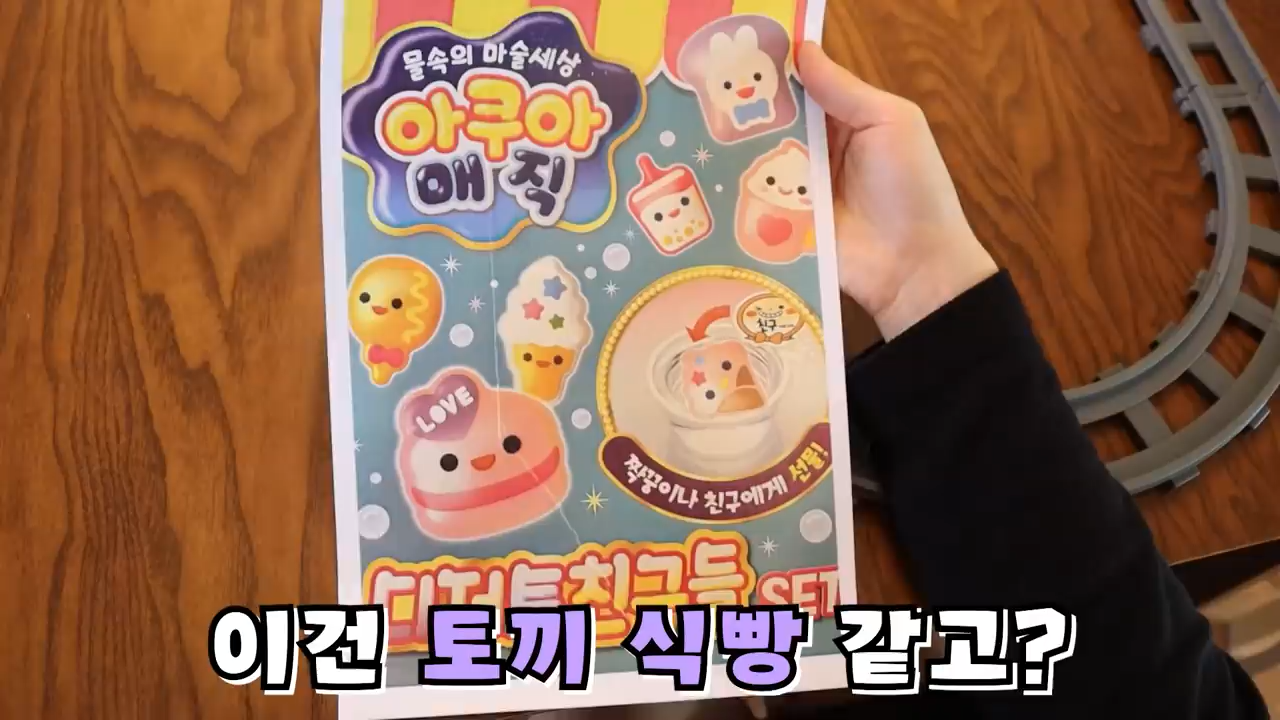 물속의 마술세상
아쿠아
매직
친구
LOVE
짝꿍이나 친구에게 선물!
디저트친구들 SET
이건 토끼 식빵 같고?